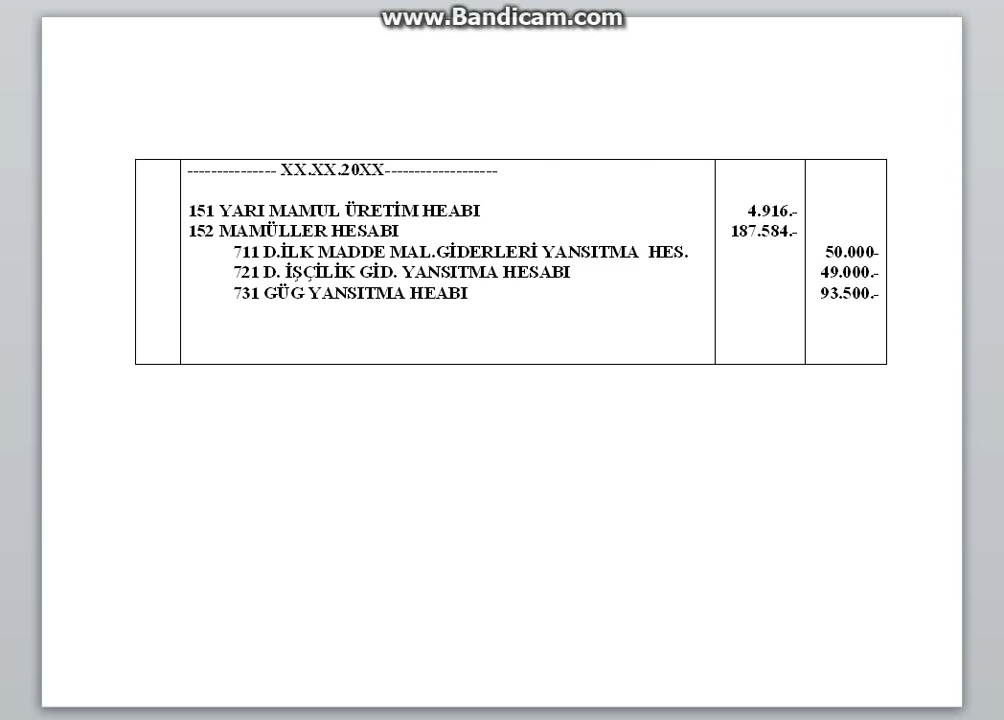 www.Bandicam.com
--------------- XX.XX.20XX-------------------
151 YARI MAMUL ÜRETİM HEABI 4.916.-
152 MAMÜLLER HESABI 187.584.-
711 D.İLK MADDE MAL.GİDERLERİ YANSITMA HES. 50.000-
721 D. İŞÇİLİK GİD. YANSITMA HESABI 49.000.-
731 GÜG YANSITMA HEABI 93.500.-